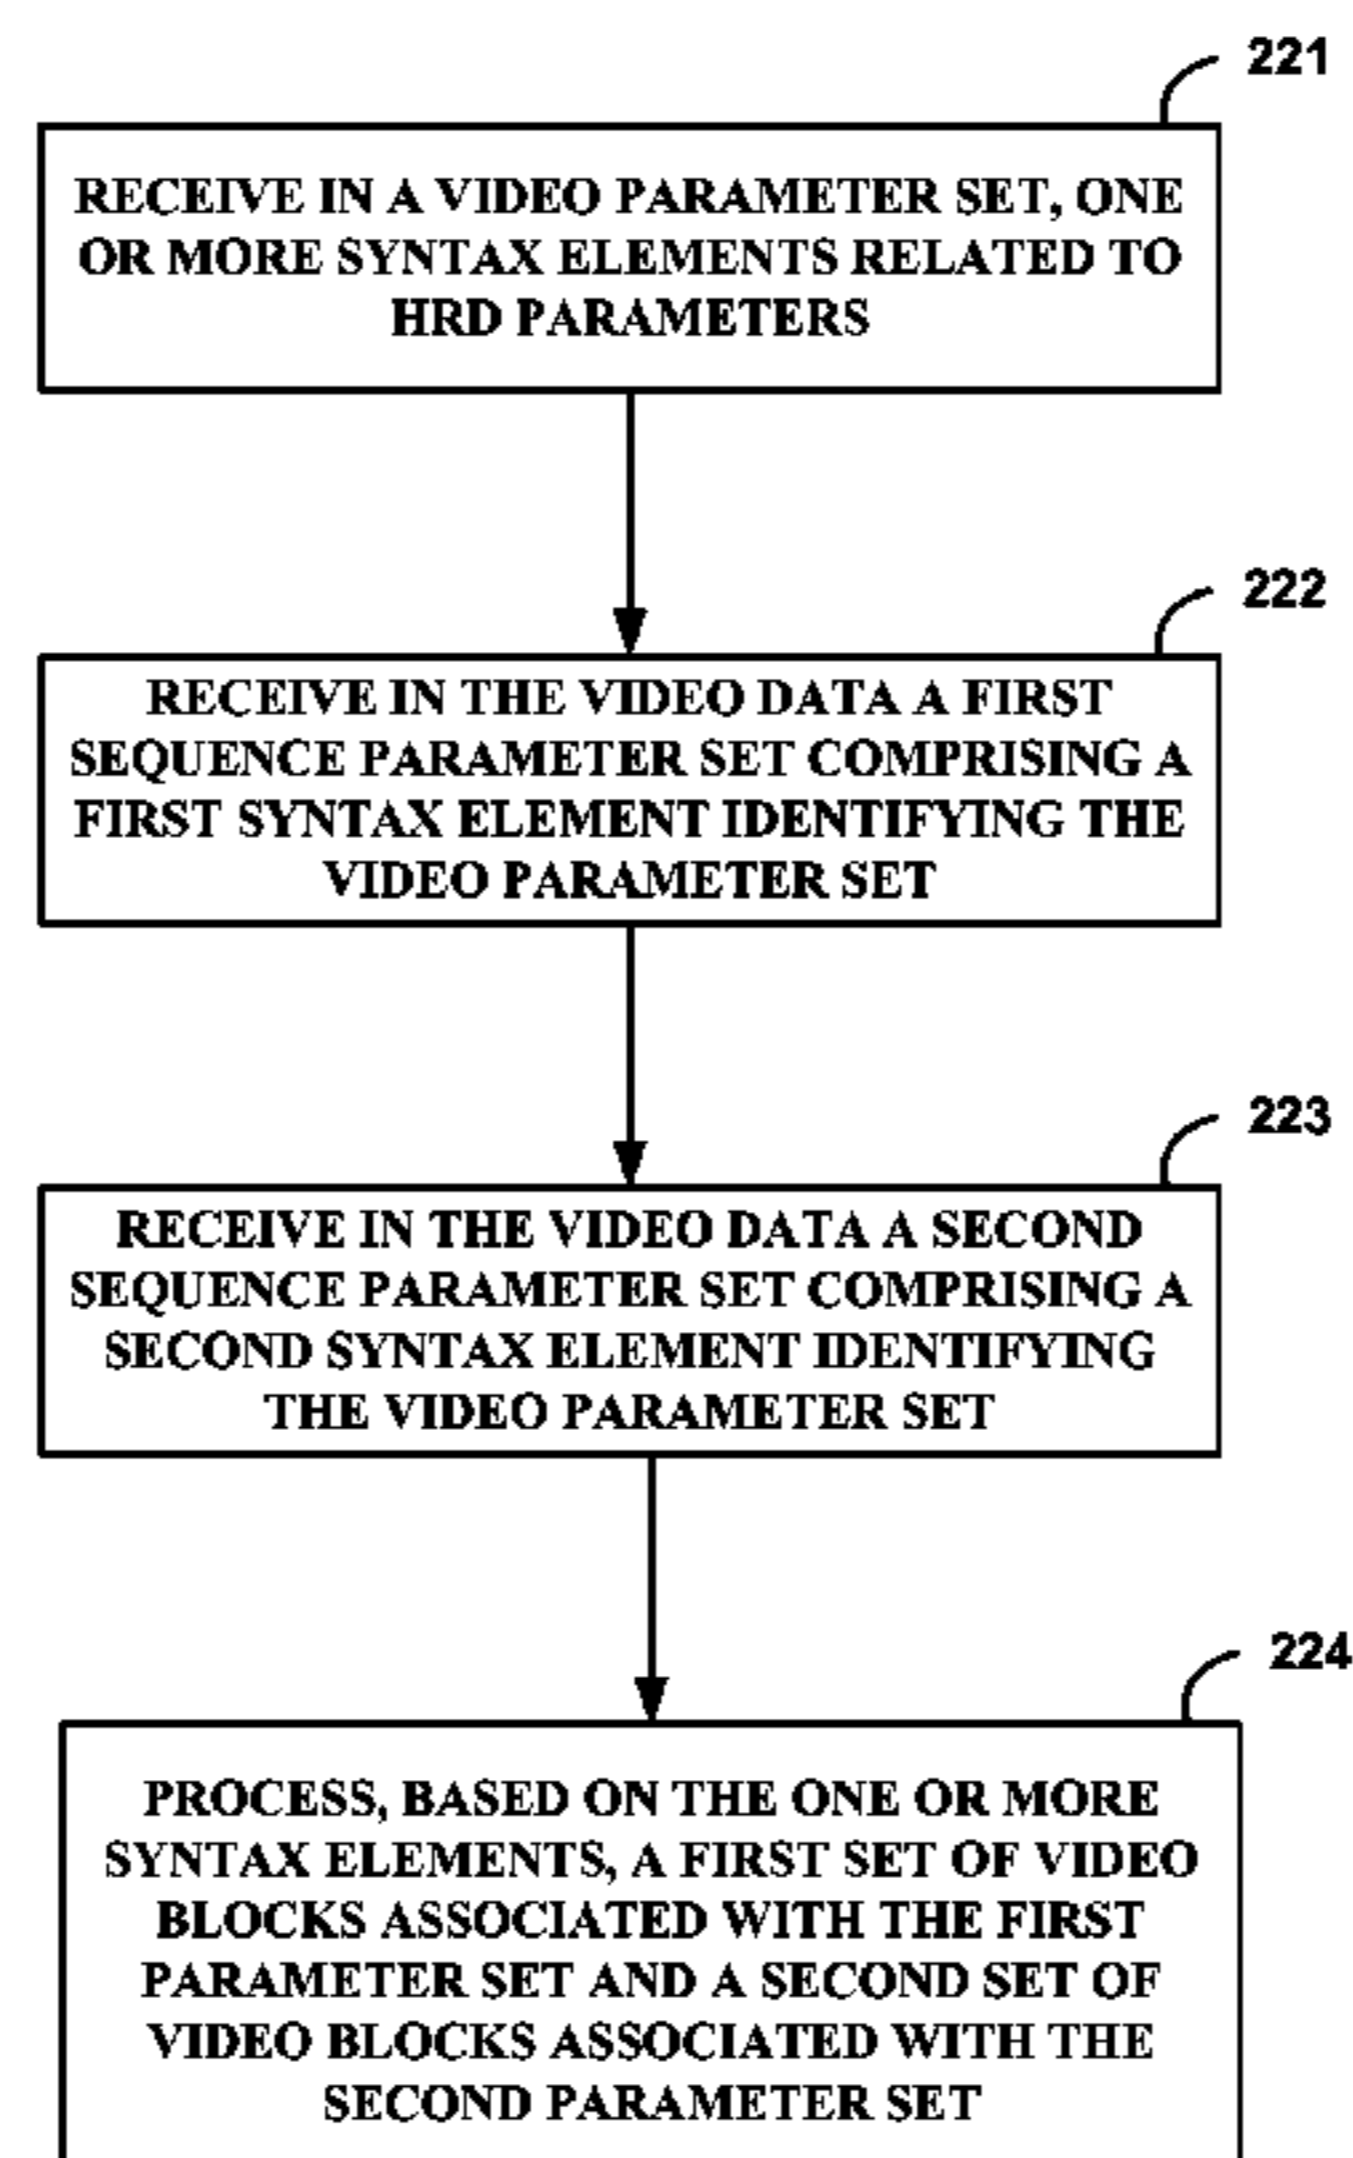 221
RECEIVE IN A VIDEO PARAMETER SET, ONE
OR MORE SYNTAX ELEMENTS RELATED TO
HRD PARAMETERS
222
RECEIVE IN THE VIDEO DATA A FIRST
SEQUENCE PARAMETER SET COMPRISING A
FIRST SYNTAX ELEMENT IDENTIFYING THE
VIDEO PARAMETER SET
223
RECEIVE IN THE VIDEO DATA A SECOND
SEQUENCE PARAMETER SET COMPRISING A
SECOND SYNTAX ELEMENT IDENTIFYING
THE VIDEO PARAMETER SET
224
PROCESS, BASED ON THE ONE OR MORE
SYNTAX ELEMENTS, A FIRST SET OF VIDEO
BLOCKS ASSOCIATED WITH THE FIRST
PARAMETER SET AND A SECOND SET OF
VIDEO BLOCKS ASSOCIATED WITH THE
SECOND PARAMETER SET